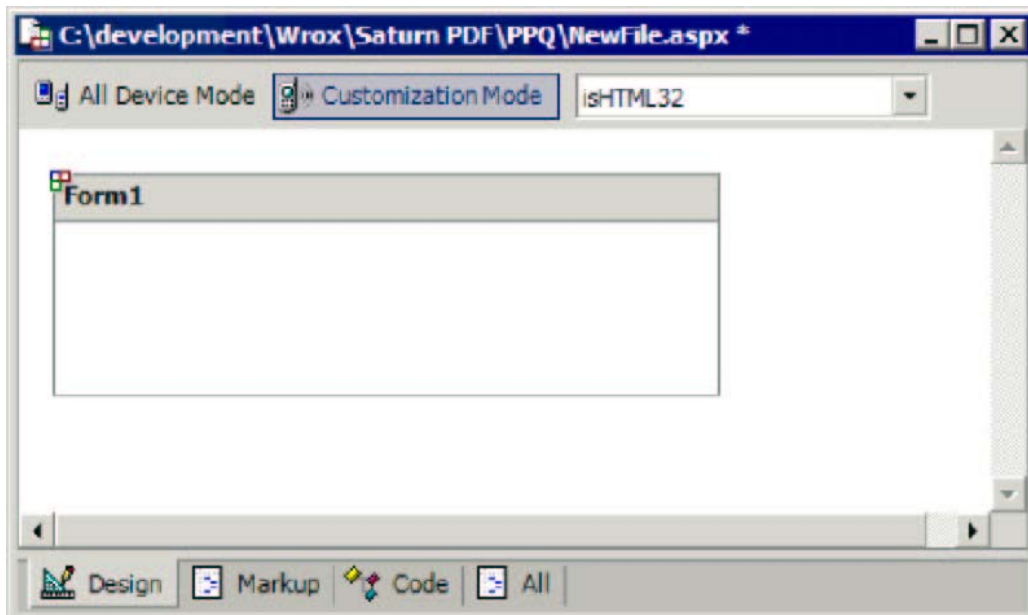 C:\development\Wrox\Saturn PDF\PPQ\NewFile.aspx *
All Device Mode Customization Mode isHTML32
Form1
Design Markup Code All